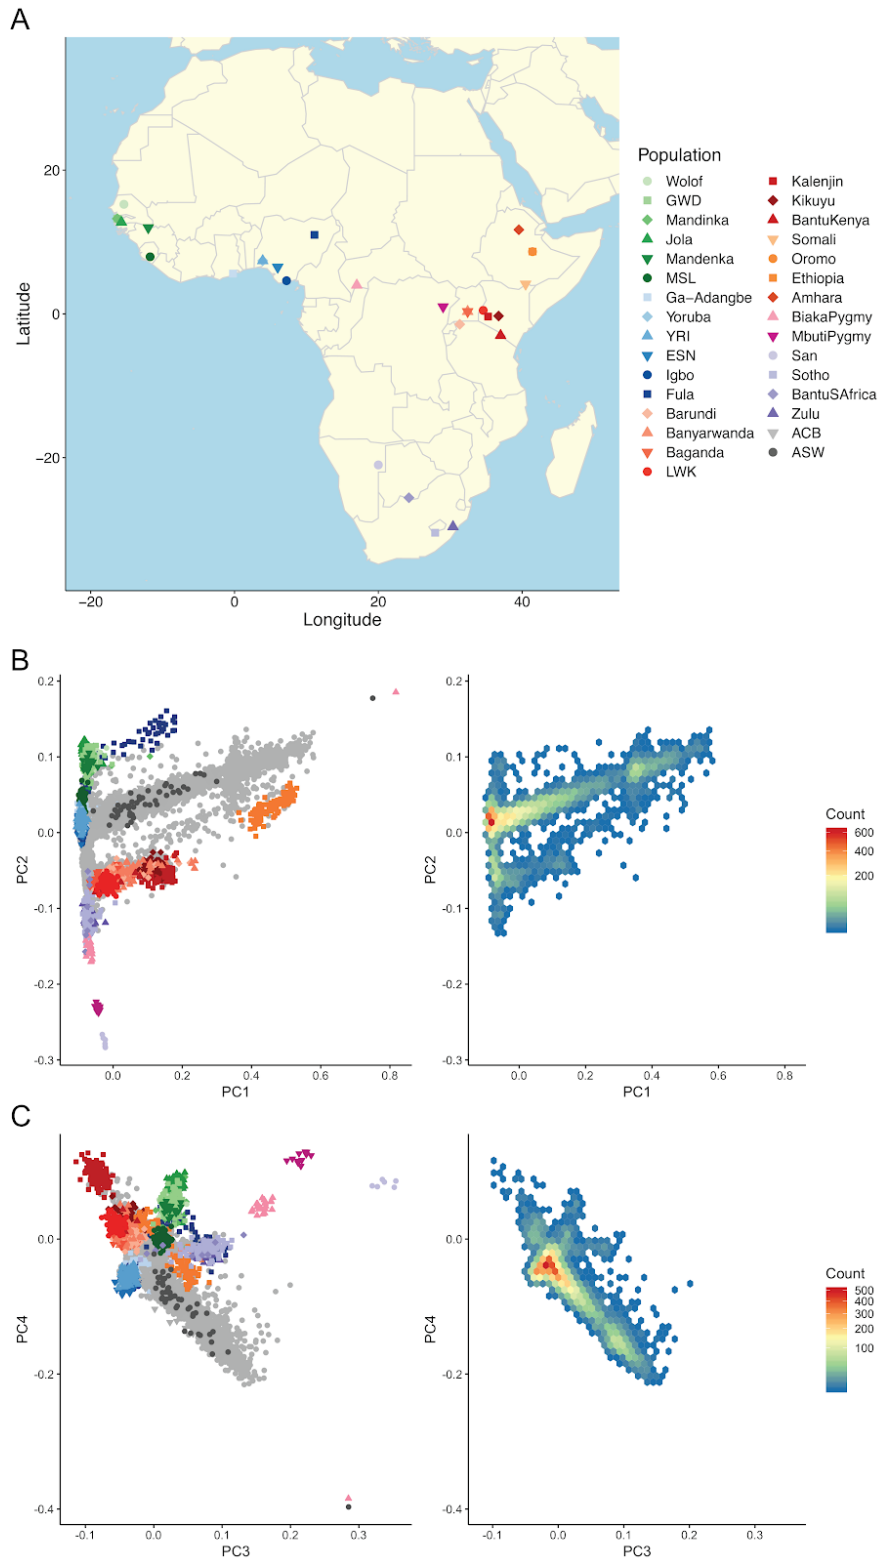 A
20
0
−20
Latitude
−20
0
20
40
Longitude
Population
Wolof
GWD
Mandinka
Jola
Mandenka
MSL
Ga−Adangbe
Yoruba
YRI
ESN
Igbo
Fula
Barundi
Banyarwanda
Baganda
LWK
Kalenjin
Kikuyu
BantuKenya
Somali
Oromo
Ethiopia
Amhara
BiakaPygmy
MbutiPygmy
San
Sotho
BantuSAfrica
Zulu
ACB
ASW
B
0.2
0.1
0.0
-0.1
-0.2
-0.3
PC2
0.0
0.2
0.4
0.6
0.8
PC1
0.2
0.1
0.0
-0.1
-0.2
-0.3
PC2
0.0
0.2
0.4
0.6
0.8
PC1
Count
600
400
200
C
0.0
-0.2
-0.4
PC4
-0.1
0.0
0.1
0.2
0.3
PC3
0.0
-0.2
-0.4
PC4
-0.1
0.0
0.1
0.2
0.3
PC3
Count
500
400
300
200
100